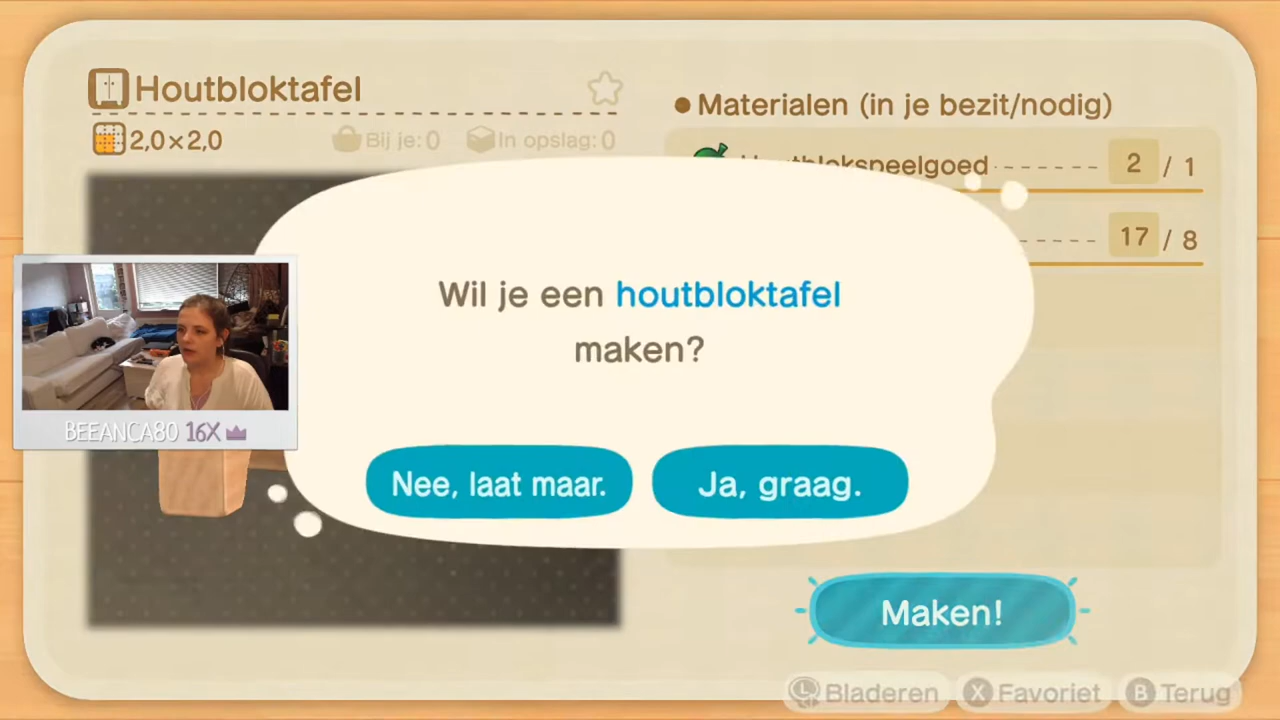 Houtbloktafel
2,0×2,0
Bij je: 0
In opslag: 0
Materialen (in je bezit/nodig)
Houtblokspeelgoed 2 / 1
17 / 8
Wil je een houtbloktafel
maken?
BEEANCA80 16X
Nee, laat maar.
Ja, graag.
Maken!
L Bladeren
X Favoriet
B Terug